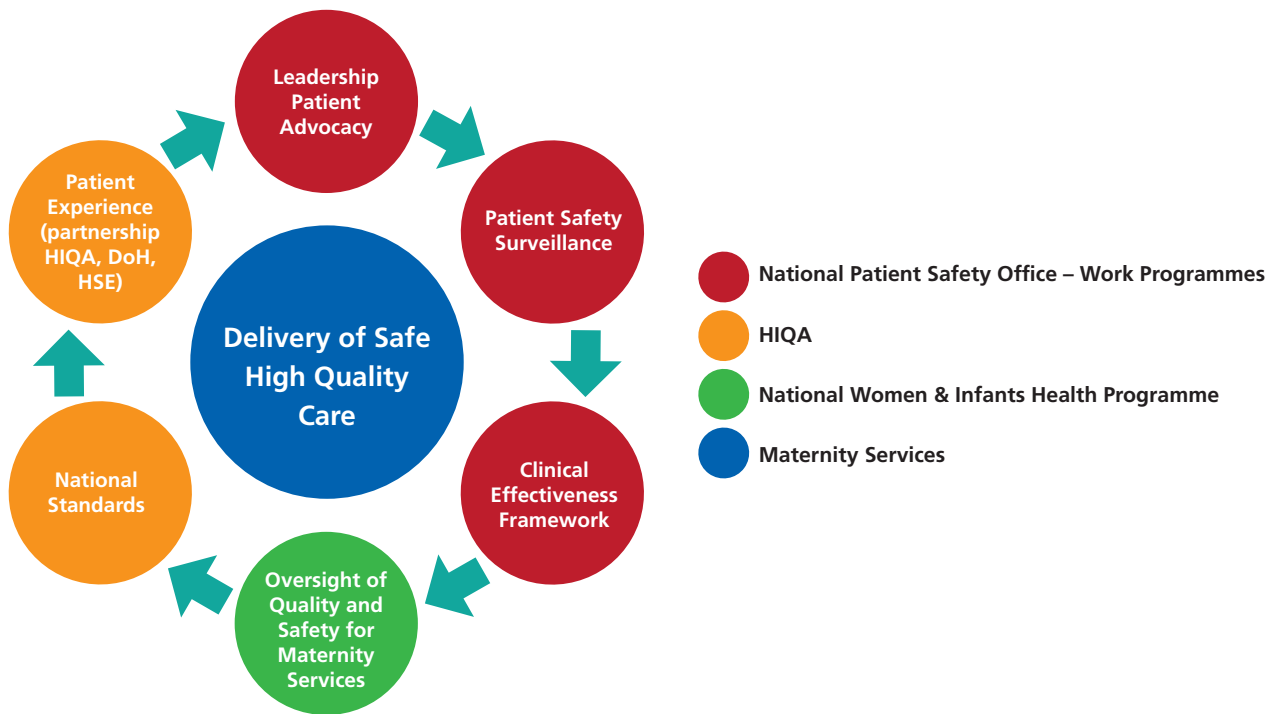 Leadership
Patient
Advocacy
Patient Safety
Surveillance
Clinical
Effectiveness
Framework
Oversight of
Quality and
Safety for
Maternity
Services
National
Standards
Patient
Experience
(partnership
HIQA, DoH,
HSE)
Delivery of Safe
High Quality
Care
National Patient Safety Office – Work Programmes
HIQA
National Women & Infants Health Programme
Maternity Services